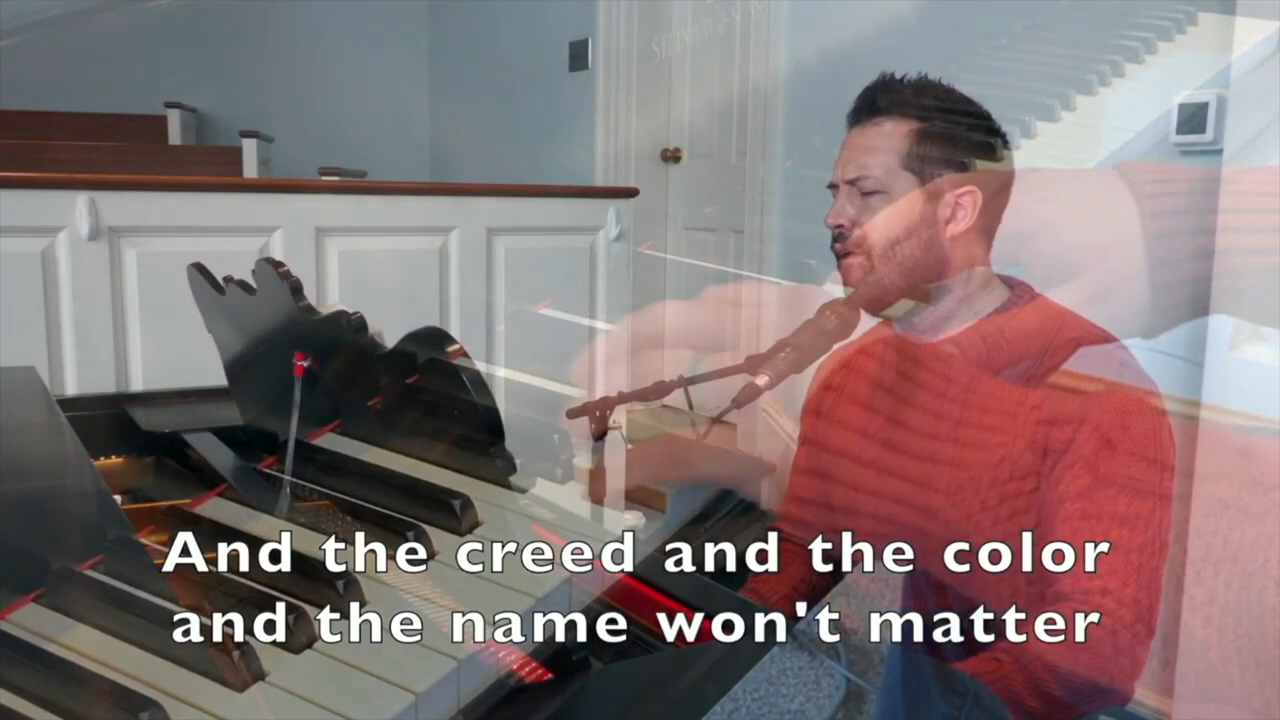 And the creed and the color
and the name won't matter